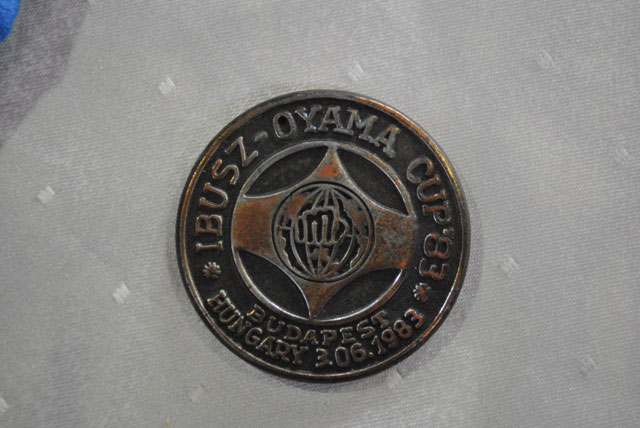 IBUSZ-OYAMA CUP'83
BUDAPEST
HUNGARY 3.06.1983